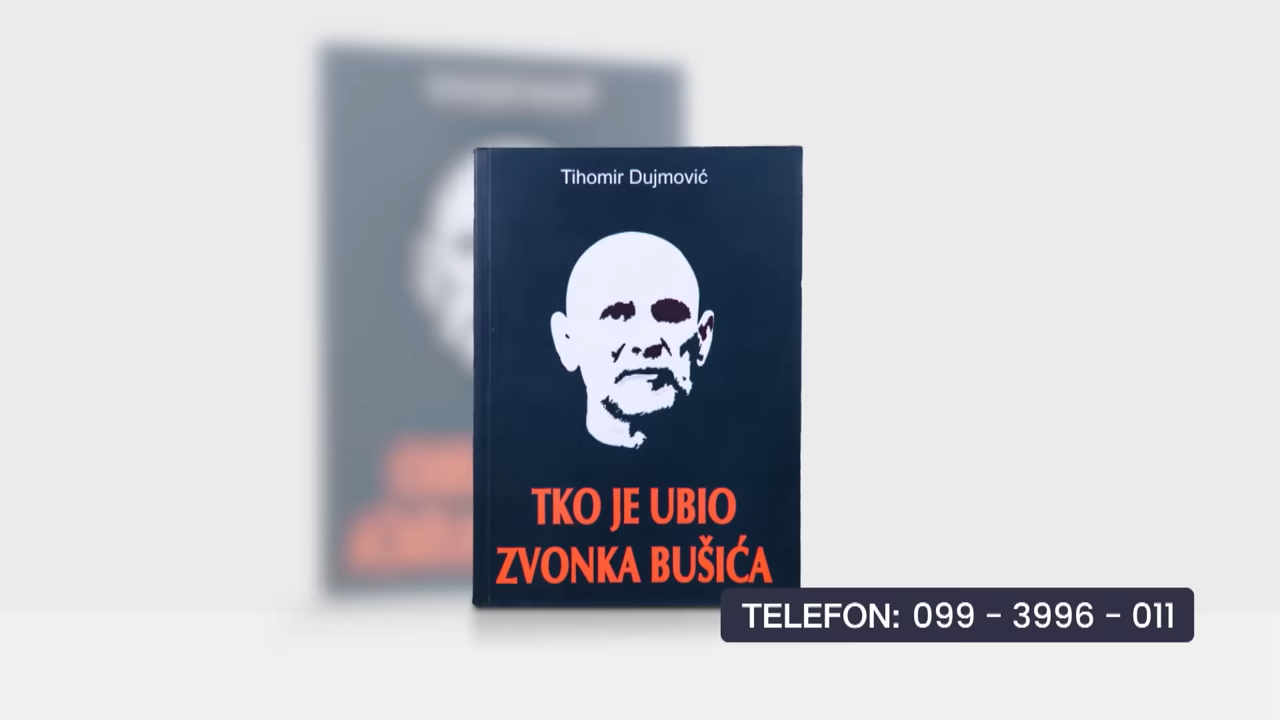 Tihomir Dujmović
TKO JE UBIO
ZVONKA BUŠIĆA
TELEFON: 099 - 3996 - 011